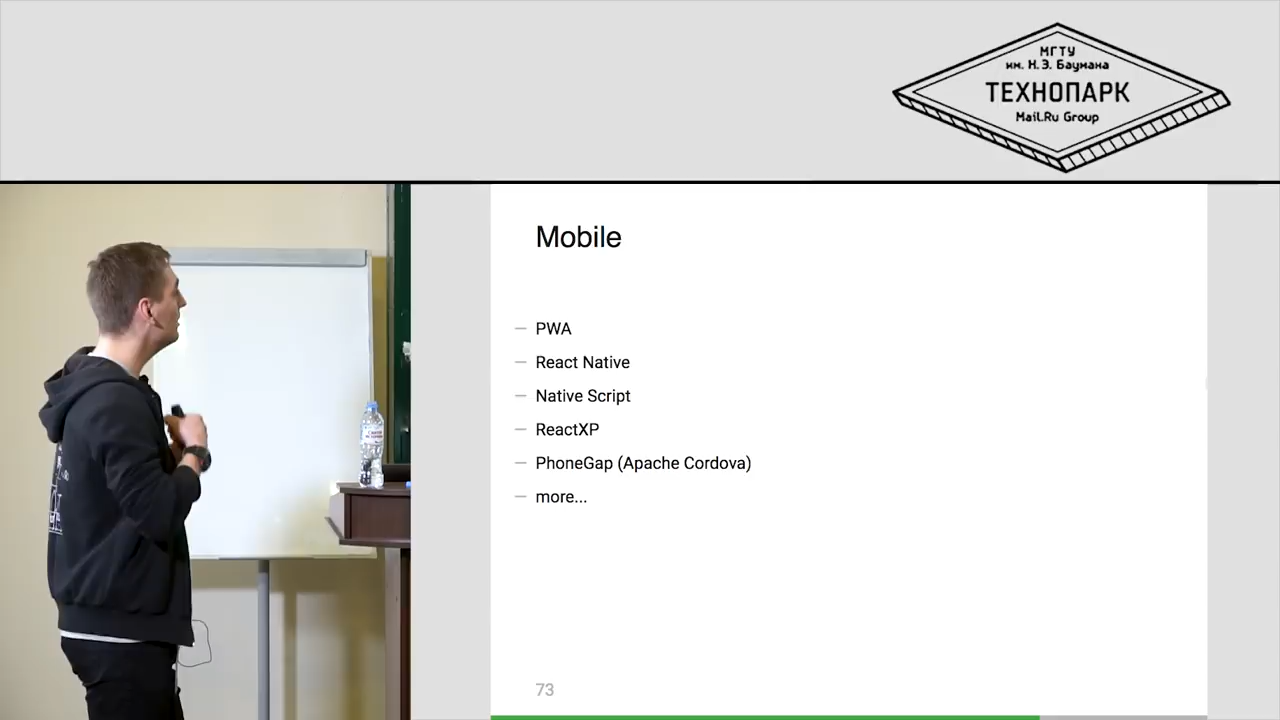 МГТУ
им. Н.Э. Баумана
ТЕХНОПАРК
Mail.Ru Group
Mobile
— PWA
— React Native
— Native Script
— ReactXP
— PhoneGap (Apache Cordova)
— more...
73